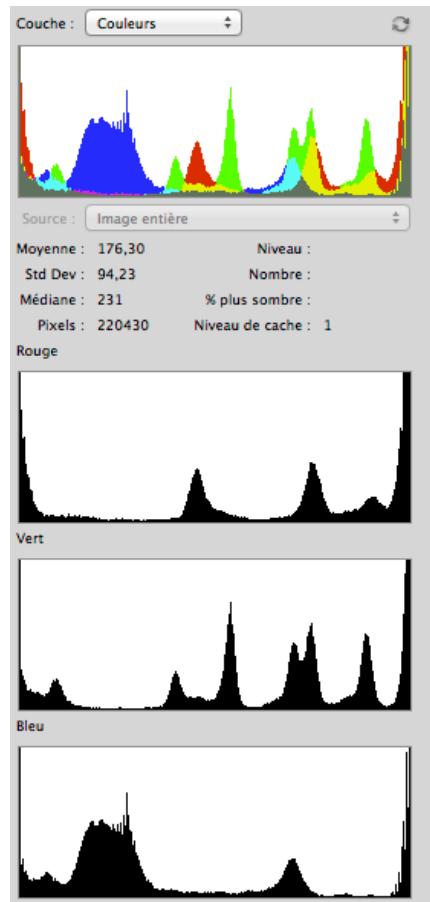 Couche : Couleurs
Source : Image entière
Moyenne : 176,30 Niveau :
Std Dev : 94,23 Nombre :
Médiane : 231 % plus sombre :
Pixels : 220430 Niveau de cache : 1
Rouge
Vert
Bleu